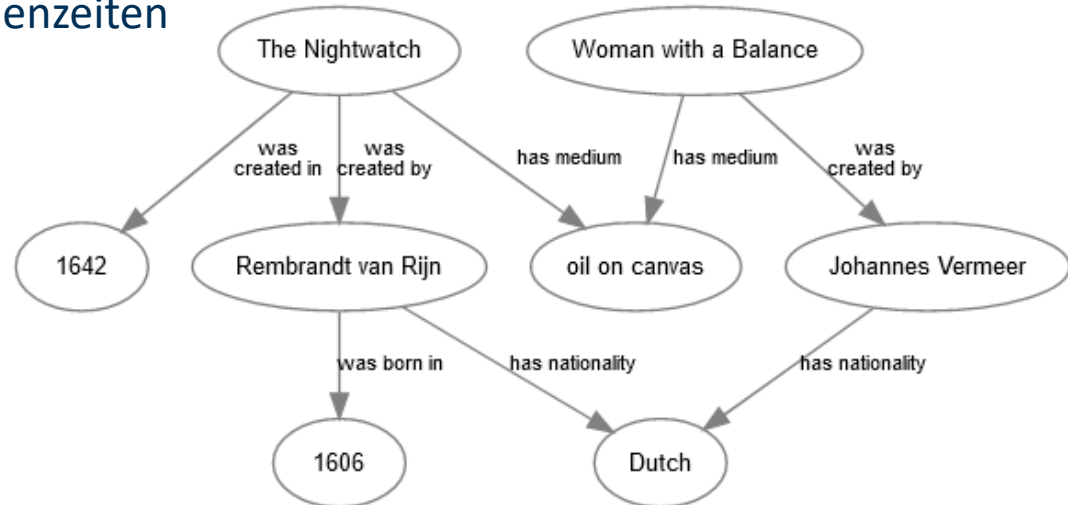 enzeiten
The Nightwatch
Woman with a Balance
was
created in
was
created by
has medium
has medium
was
created by
1642
Rembrandt van Rijn
oil on canvas
Johannes Vermeer
was born in
has nationality
has nationality
1606
Dutch